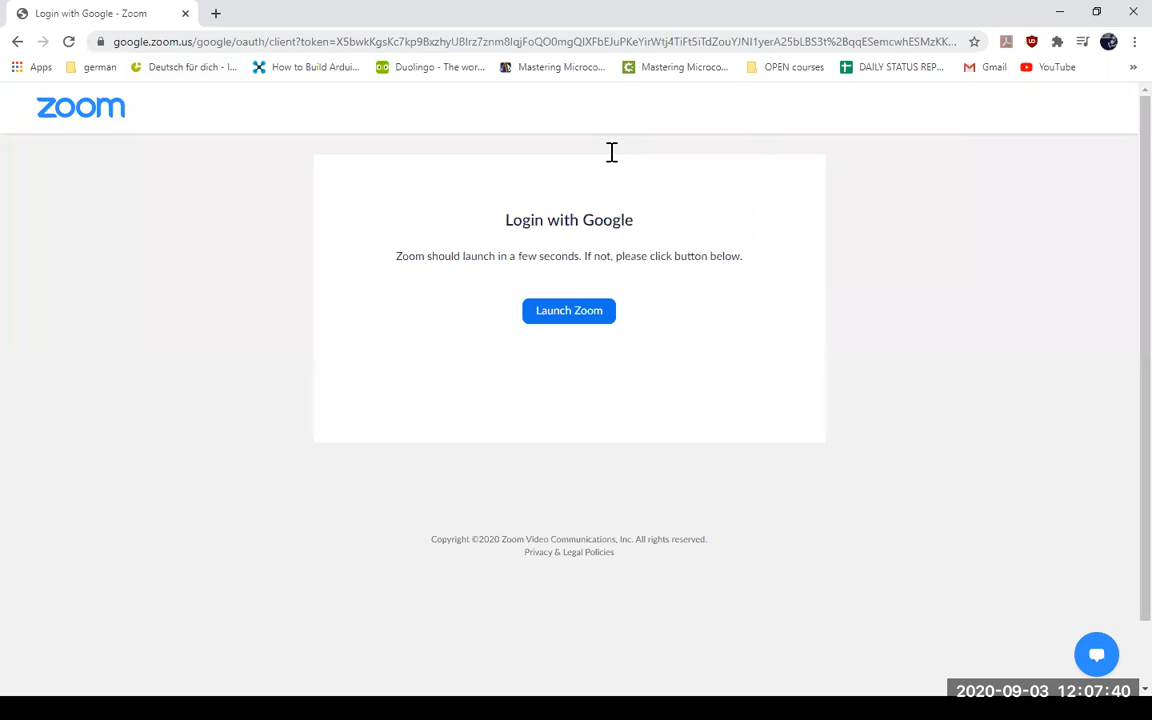 Login with Google - Zoom
google.zoom.us/google/oauth/client?token=X5bwkKgsKc7kp9BxzhyUBIrz7znm8IqjFoQO0mgQIXFbEJuPKeYirWtj4TiFt5iTdZouYJNI1yerA25bLBS3t%2BqqESemcwhESMzKK...
Apps german Deutsch für dich - I... How to Build Ardui... Duolingo - The wor... Mastering Microco... Mastering Microco... OPEN courses DAILY STATUS REP... Gmail YouTube
zoom
Login with Google
Zoom should launch in a few seconds. If not, please click button below.
Launch Zoom
Copyright ©2020 Zoom Video Communications, Inc. All rights reserved.
Privacy & Legal Policies
2020-09-03 12:07:40